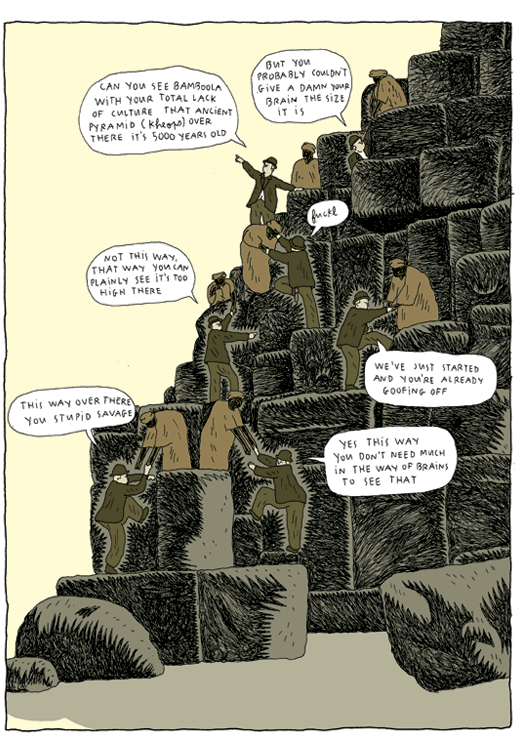 CAN YOU SEE BAMBOOLA
WITH YOUR TOTAL LACK
OF CULTURE THAT ANCIENT
PYRAMID (Kheops) OVER
THERE IT'S 5000 YEARS OLD
BUT YOU
PROBABLY COULDN'T
GIVE A DAMN YOUR
BRAIN THE SIZE
IT IS
fuck!
NOT THIS WAY,
THAT WAY YOU CAN
PLAINLY SEE IT'S TOO
HIGH THERE
WE'VE JUST STARTED
AND YOU'RE ALREADY
GOOFING OFF
THIS WAY OVER THERE
YOU STUPID SAVAGE
YES THIS WAY
YOU DON'T NEED MUCH
IN THE WAY OF BRAINS
TO SEE THAT